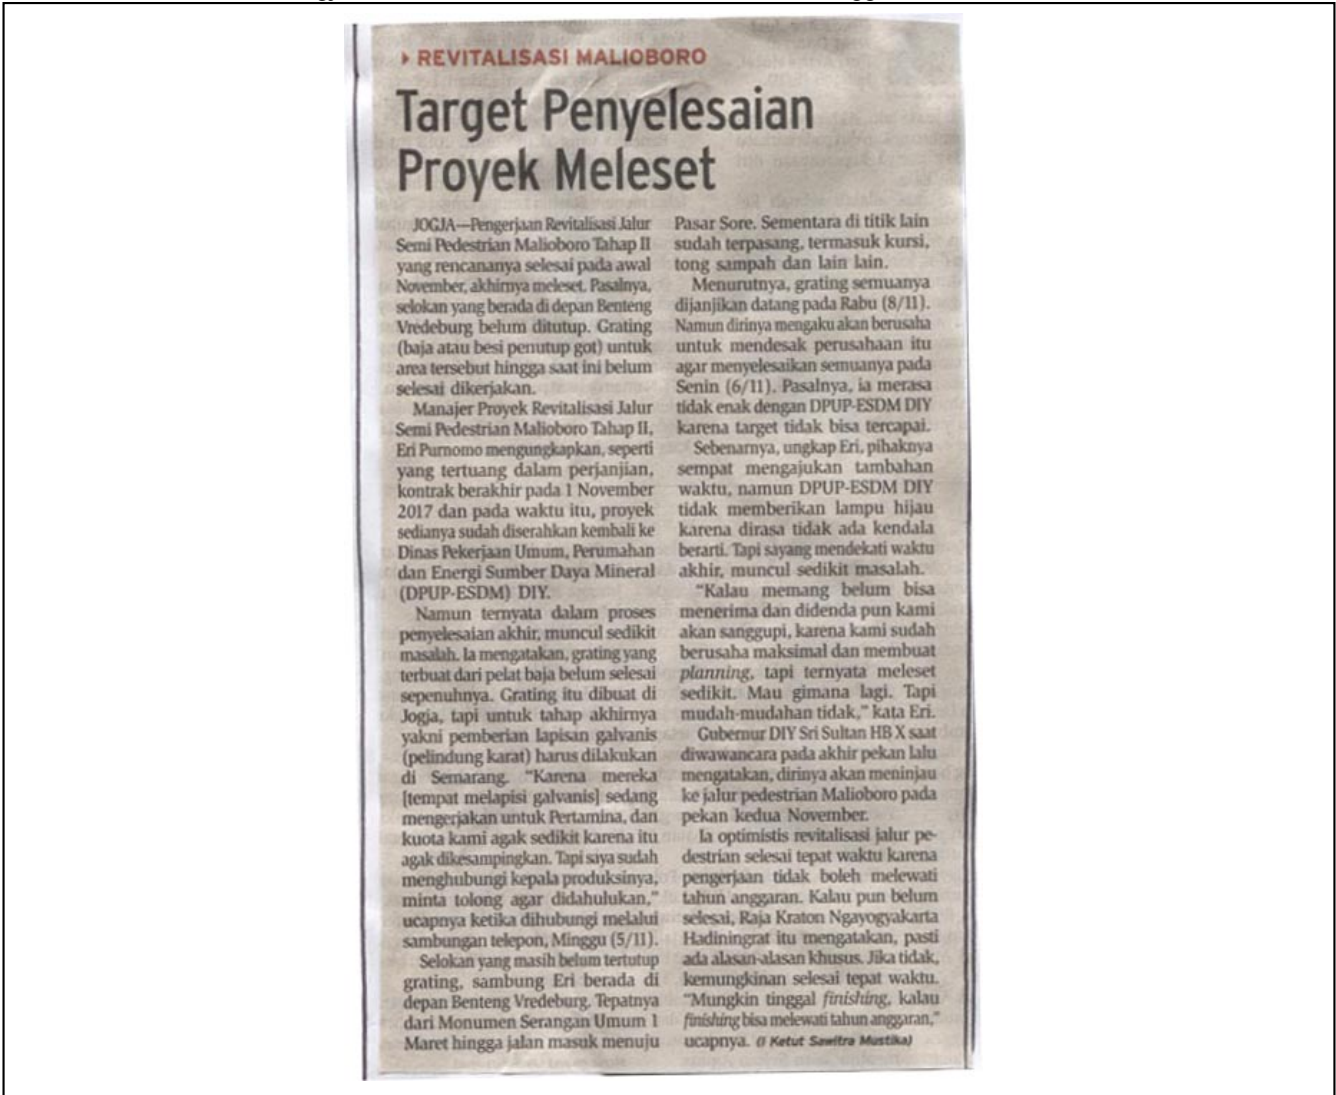 REVITALISASI MALIOBORO
Target Penyelesaian
Proyek Meleset
JOGJA—Pengerjaan Revitalisasi Jalur
Semi Pedestrian Malioboro Tahap II
yang rencananya selesai pada awal
November, akhirnya meleset. Pasalnya,
selokan yang berada di depan Benteng
Vredeburg belum ditutup. Grating
(baja atau besi penutup got) untuk
area tersebut hingga saat ini belum
selesai dikerjakan.
Manajer Proyek Revitalisasi Jalur
Semi Pedestrian Malioboro Tahap II,
Eri Purnomo mengungkapkan, seperti
yang tertuang dalam perjanjian,
kontrak berakhir pada 1 November
2017 dan pada waktu itu, proyek
sedianya sudah diserahkan kembali ke
Dinas Pekerjaan Umum, Perumahan
dan Energi Sumber Daya Mineral
(DPUP-ESDM) DIY.
Namun ternyata dalam proses
penyelesaian akhir, muncul sedikit
masalah. Ia mengatakan, grating yang
terbuat dari pelat baja belum selesai
sepenuhnya. Grating itu dibuat di
Jogja, tapi untuk tahap akhirnya
yakni pemberian lapisan galvanis
(pelindung karat) harus dilakukan
di Semarang. “Karena mereka
[tempat melapisi galvanis] sedang
mengerjakan untuk Pertamina, dan
kuota kami agak sedikit karena itu
agak dikesampingkan. Tapi saya sudah
menghubungi kepala produksinya,
minta tolong agar didahulukan,”
ucapnya ketika dihubungi melalui
sambungan telepon, Minggu (5/11).
Selokan yang masih belum tertutup
grating, sambung Eri berada di
depan Benteng Vredeburg. Tepatnya
dari Monumen Serangan Umum 1
Maret hingga jalan masuk menuju
Pasar Sore. Sementara di titik lain
sudah terpasang, termasuk kursi,
tong sampah dan lain lain.
Menurutnya, grating semuanya
dijanjikan datang pada Rabu (8/11).
Namun dirinya mengaku akan berusaha
untuk mendesak perusahaan itu
agar menyelesaikan semuanya pada
Senin (6/11). Pasalnya, ia merasa
tidak enak dengan DPUP-ESDM DIY
karena target tidak bisa tercapai.
Sebenarnya, ungkap Eri, pihaknya
sempat mengajukan tambahan
waktu, namun DPUP-ESDM DIY
tidak memberikan lampu hijau
karena dirasa tidak ada kendala
berarti. Tapi sayang mendekati waktu
akhir, muncul sedikit masalah.
“Kalau memang belum bisa
menerima dan didenda pun kami
akan sanggupi, karena kami sudah
berusaha maksimal dan membuat
planning, tapi ternyata meleset
sedikit. Mau gimana lagi. Tapi
mudah-mudahan tidak,” kata Eri.
Gubernur DIY Sri Sultan HB X saat
diwawancara pada akhir pekan lalu
mengatakan, dirinya akan meninjau
ke jalur pedestrian Malioboro pada
pekan kedua November.
Ia optimistis revitalisasi jalur pe-
destrian selesai tepat waktu karena
pengerjaan tidak boleh melewati
tahun anggaran. Kalau pun belum
selesai, Raja Kraton Ngayogyakarta
Hadiningrat itu mengatakan, pasti
ada alasan-alasan khusus. Jika tidak,
kemungkinan selesai tepat waktu.
“Mungkin tinggal finishing, kalau
finishing bisa melewati tahun anggaran,”
ucapnya. (I Ketut Sawitra Mustika)